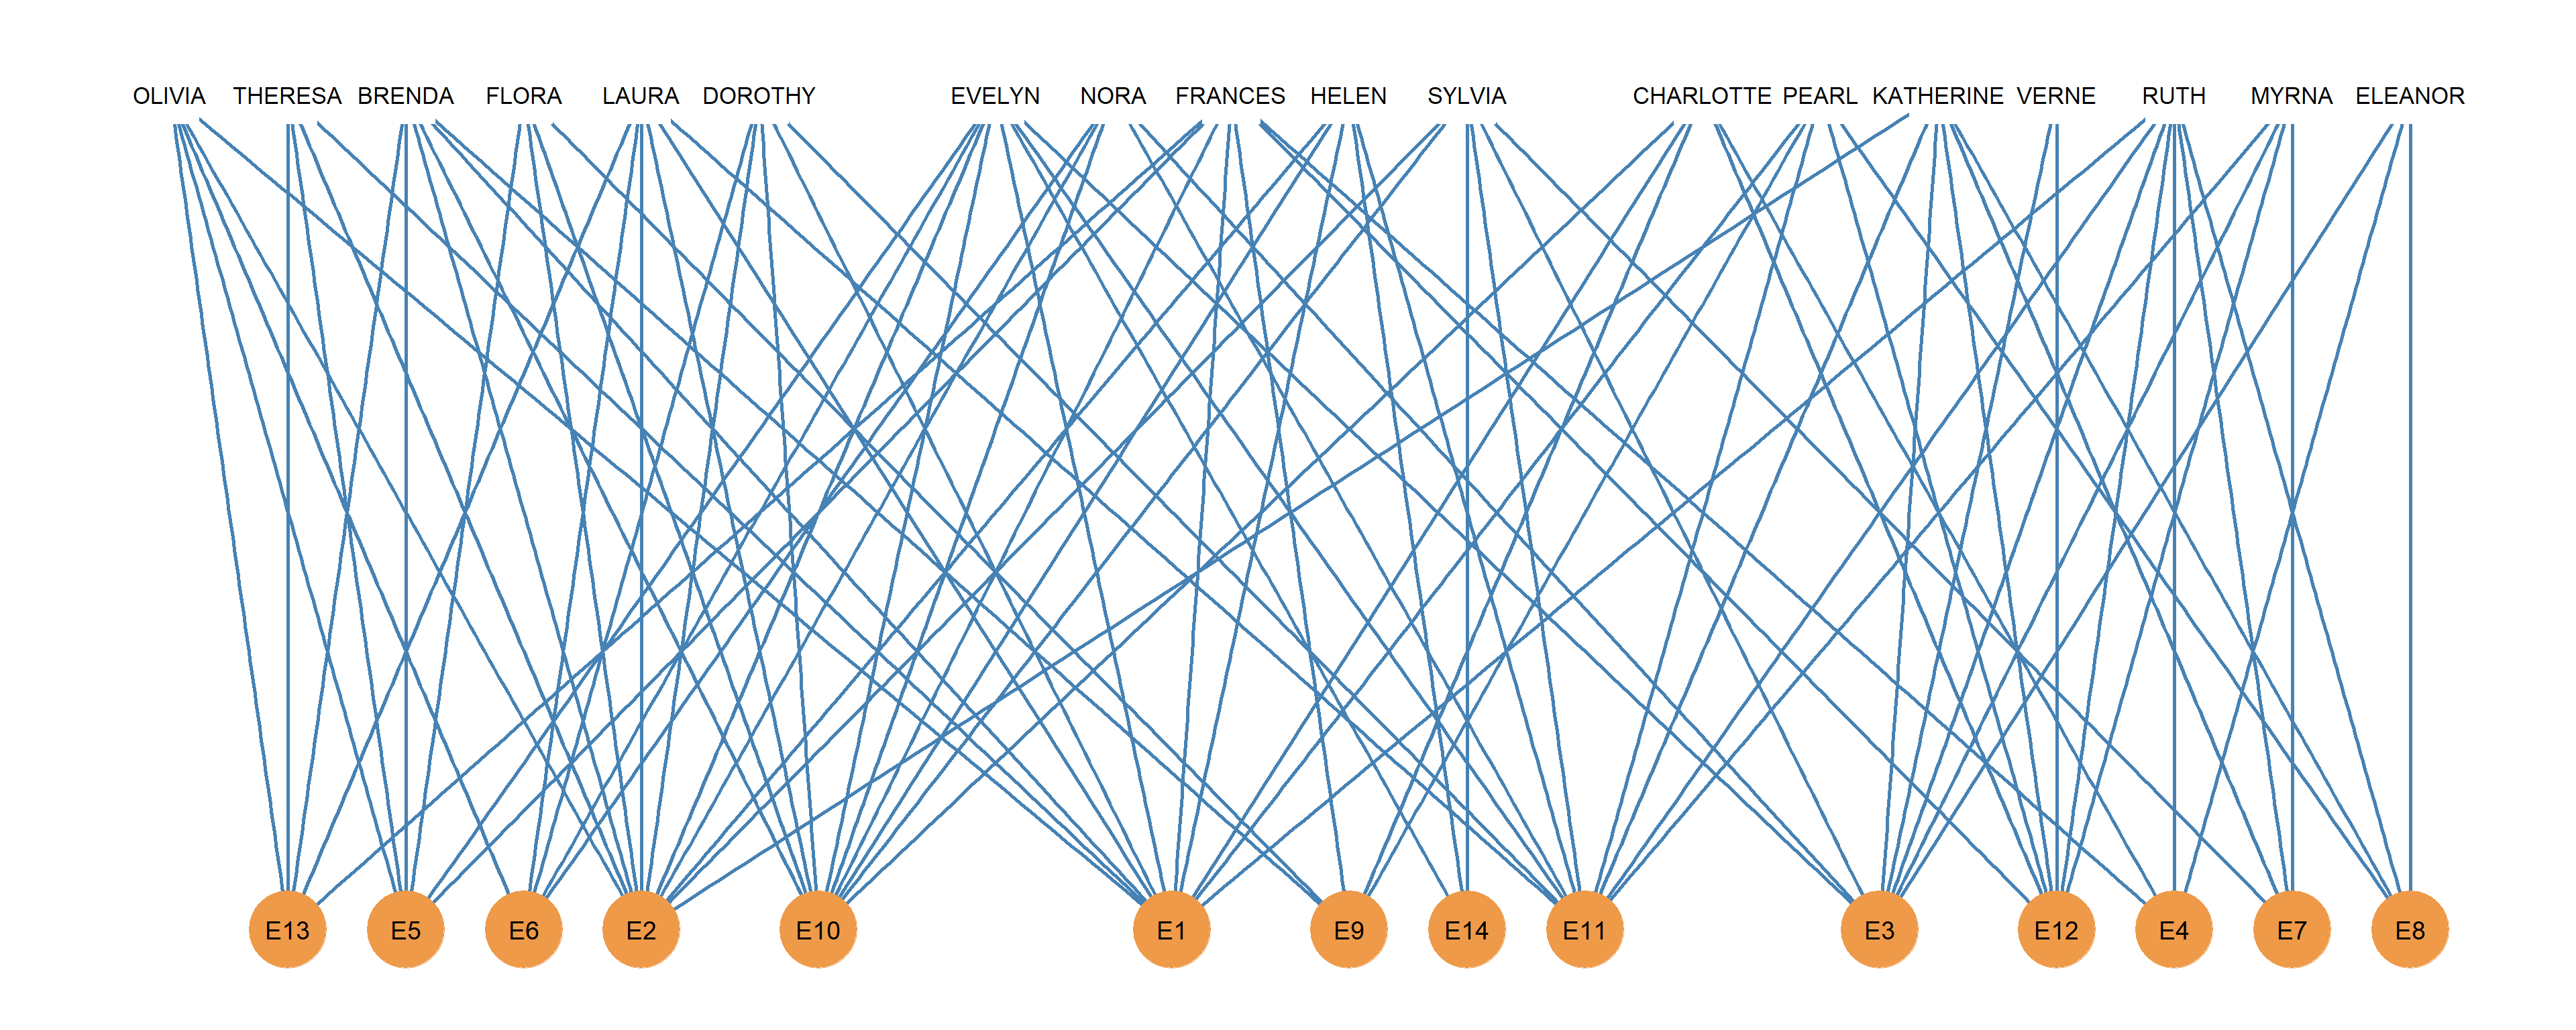 OLIVIA THERESA BRENDA FLORA LAURA DOROTHY EVELYN NORA FRANCES HELEN SYLVIA CHARLOTTE PEARL KATHERINE VERNE RUTH MYRNA ELEANOR
E13 E5 E6 E2 E10 E1 E9 E14 E11 E3 E12 E4 E7 E8